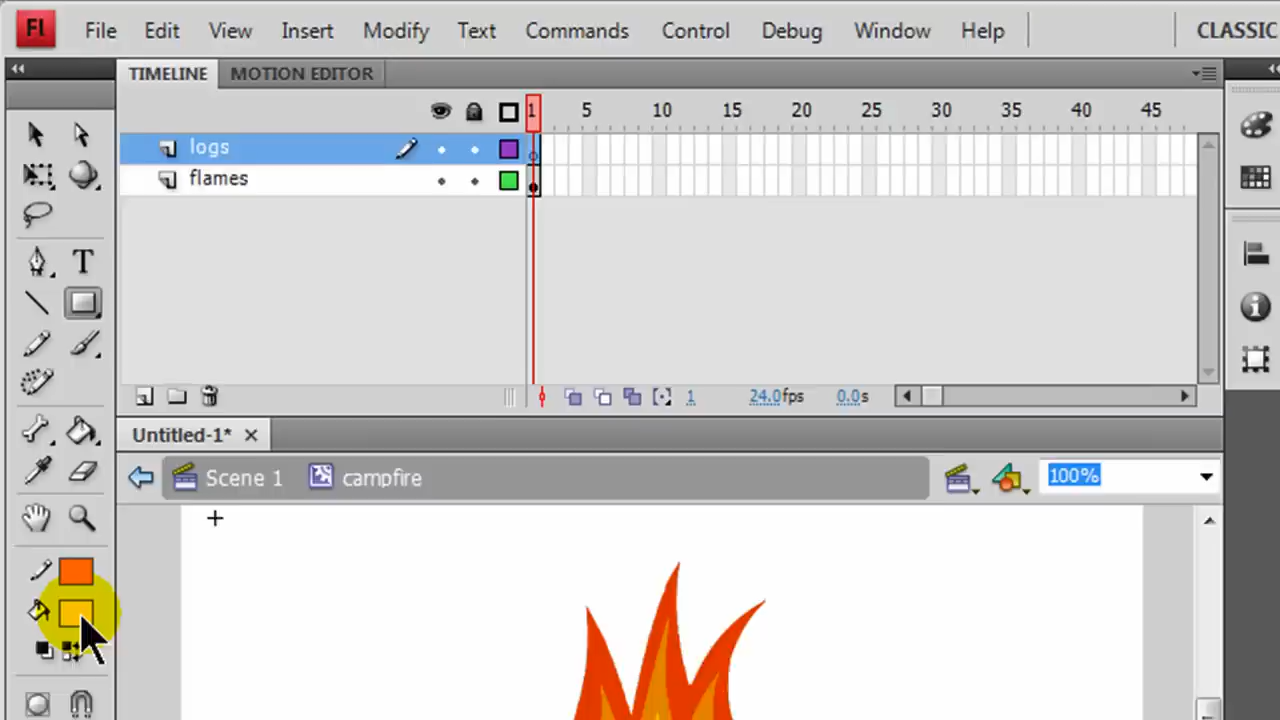 Fl File Edit View Insert Modify Text Commands Control Debug Window Help CLASSIC
TIMELINE MOTION EDITOR
1 5 10 15 20 25 30 35 40 45
logs
flames
1 24.0fps 0.0s
Untitled-1*
Scene 1 campfire 100%
T